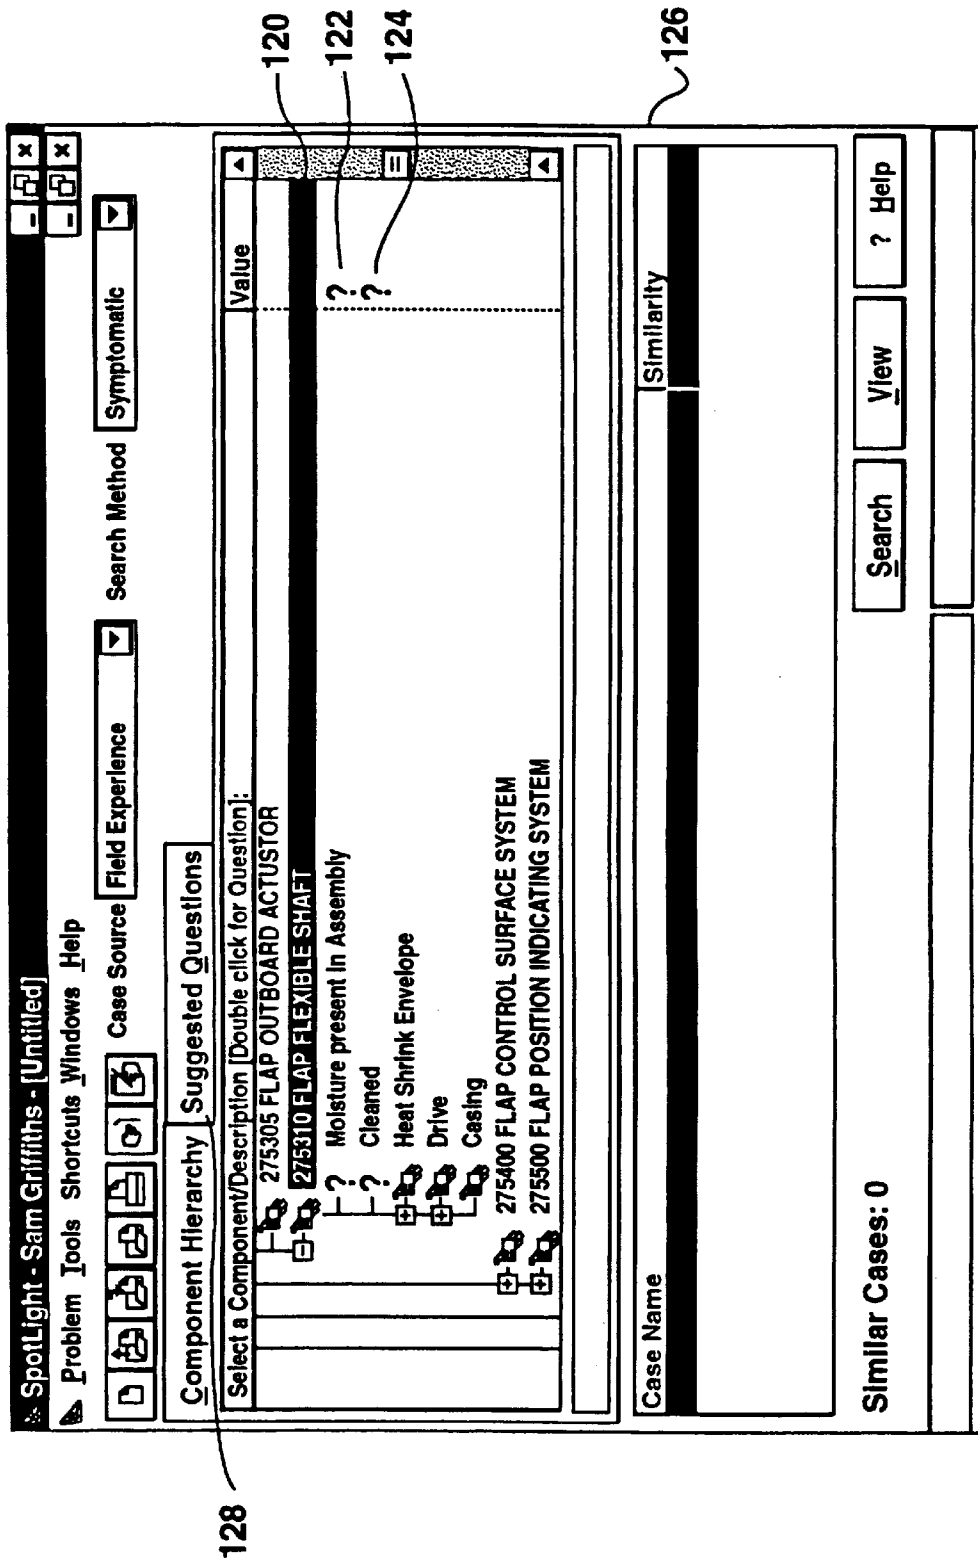 SpotLight - Sam Griffiths - [Untitled]
Problem Tools Shortcuts Windows Help
Case Source Field Experience Search Method Symptomatic
Component Hierarchy Suggested Questions
Select a Component/Description [Double click for Question]: Value
275305 FLAP OUTBOARD ACTUSTOR
275310 FLAP FLEXIBLE SHAFT
? Moisture present In Assembly ?
? Cleaned ?
Heat Shrink Envelope
Drive
Casing
275400 FLAP CONTROL SURFACE SYSTEM
275500 FLAP POSITION INDICATING SYSTEM
Case Name Similarity
Similar Cases: 0
Search View ? Help
120
122
124
126
128